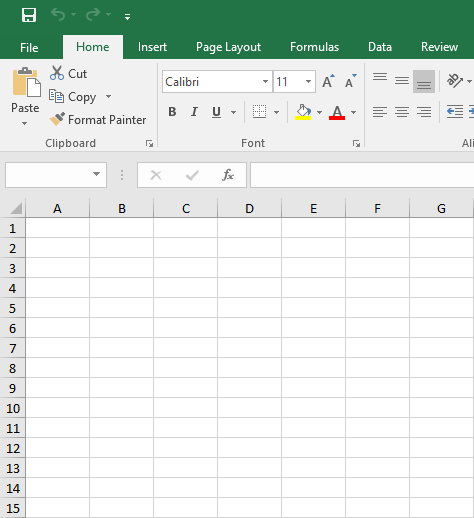 File Home Insert Page Layout Formulas Data Review
Paste
Cut
Copy
Format Painter
Clipboard
Calibri 11 A A
B I U A
Font
Ali
fx
A B C D E F G
1
2
3
4
5
6
7
8
9
10
11
12
13
14
15